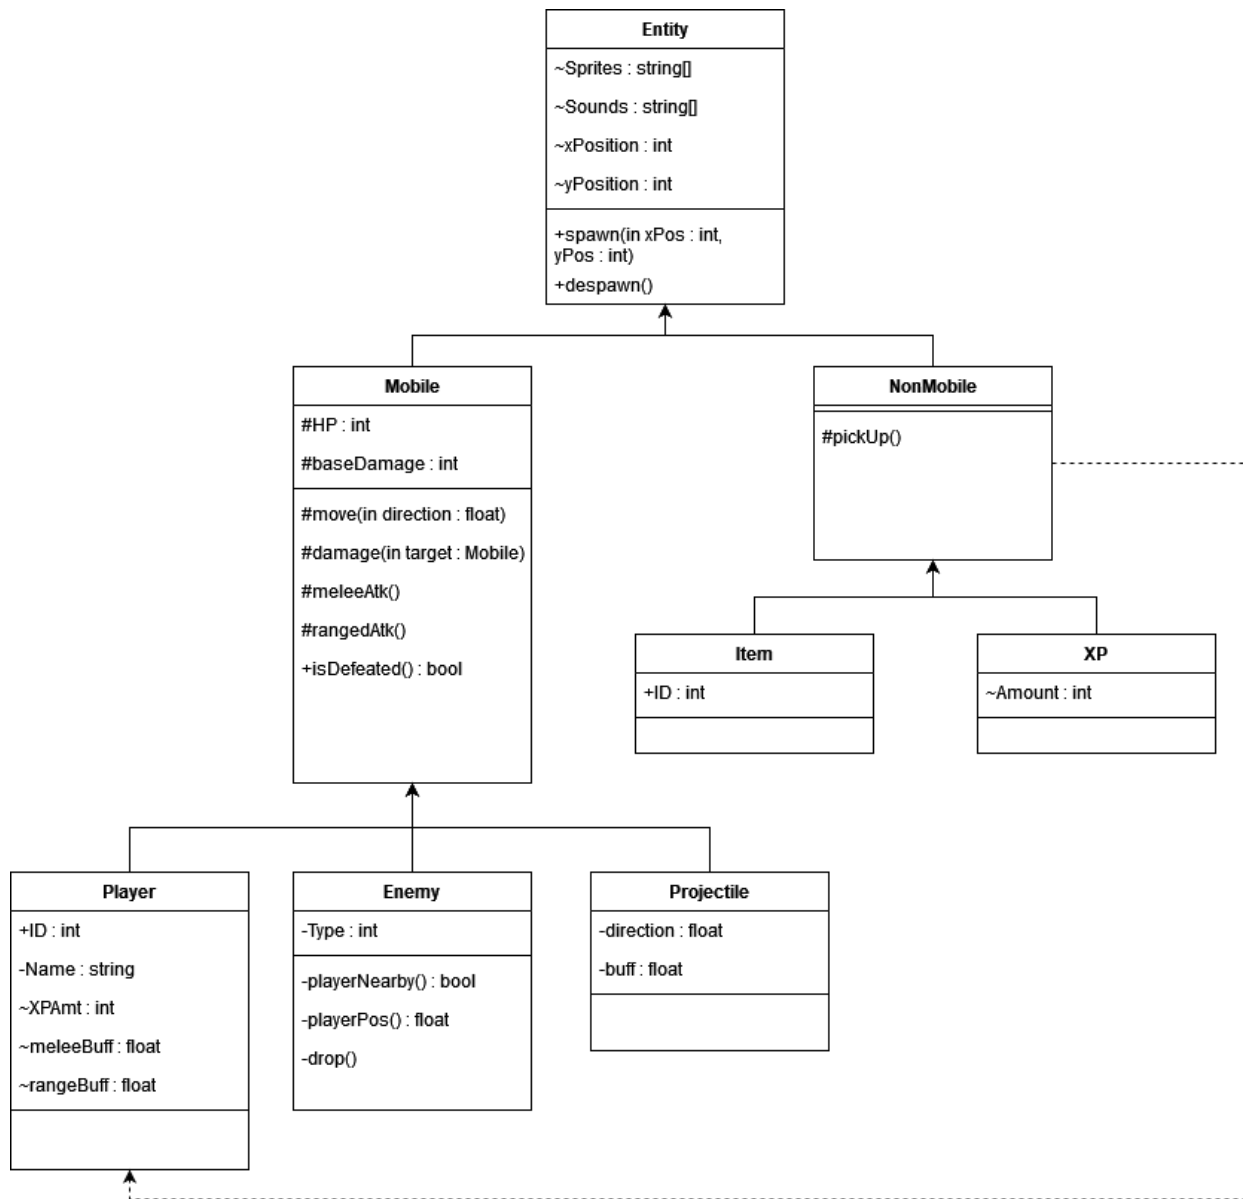 Entity
~Sprites : string[]
~Sounds : string[]
~xPosition : int
~yPosition : int
+spawn(in xPos : int,
yPos : int)
+despawn()
Mobile
#HP : int
#baseDamage : int
#move(in direction : float)
#damage(in target : Mobile)
#meleeAtk()
#rangedAtk()
+isDefeated() : bool
NonMobile
#pickUp()
Item
+ID : int
XP
~Amount : int
Player
+ID : int
-Name : string
~XPAmt : int
~meleeBuff : float
~rangeBuff : float
Enemy
-Type : int
-playerNearby() : bool
-playerPos() : float
-drop()
Projectile
-direction : float
-buff : float